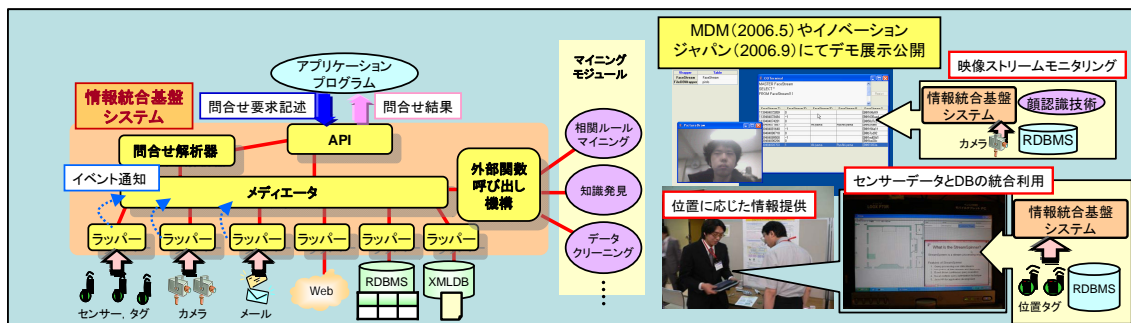 情報統合基盤
システム
アプリケーション
プログラム
問合せ要求記述
問合せ結果
API
問合せ解析器
イベント通知
メディエータ
外部関数
呼び出し
機構
ラッパー
ラッパー
ラッパー
ラッパー
ラッパー
ラッパー
センサー, タグ
カメラ
メール
Web
RDBMS
XMLDB
マイニング
モジュール
相関ルール
マイニング
知識発見
データ
クリーニング
MDM(2006.5)やイノベーション
ジャパン(2006.9)にてデモ展示公開
映像ストリームモニタリング
情報統合基盤
システム
顔認識技術
カメラ
RDBMS
センサーデータとDBの統合利用
位置に応じた情報提供
情報統合基盤
システム
位置タグ
RDBMS